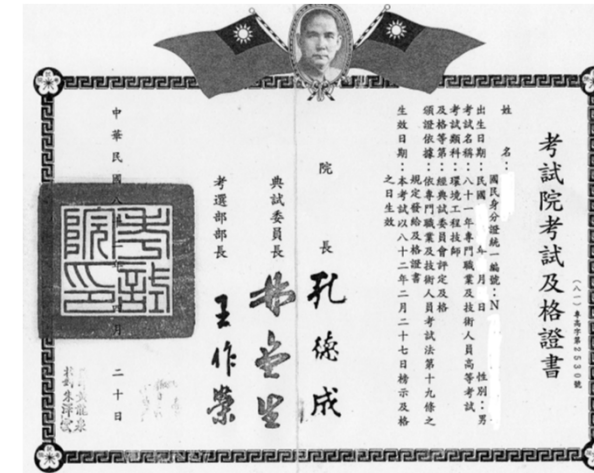 考試院考試及格證書
（八一）專高字第2530號
姓名：
國民身分證統一編號：N
出生日期：民國 年 月 日 性別：男
考試名稱：八十一年專門職業及技術人員高等考試
考試類科：環境工程技師
及格等第：經典試委員會評定及格
頒證依據：依專門職業及技術人員考試法第十九條之
規定發給及格證書
生效日期：本考試以八十二年二月二十七日榜示及格
之日生效
院長 孔德成
典試委員長
考選部部長 王作榮
中華民國八十 月二十日
考試院印